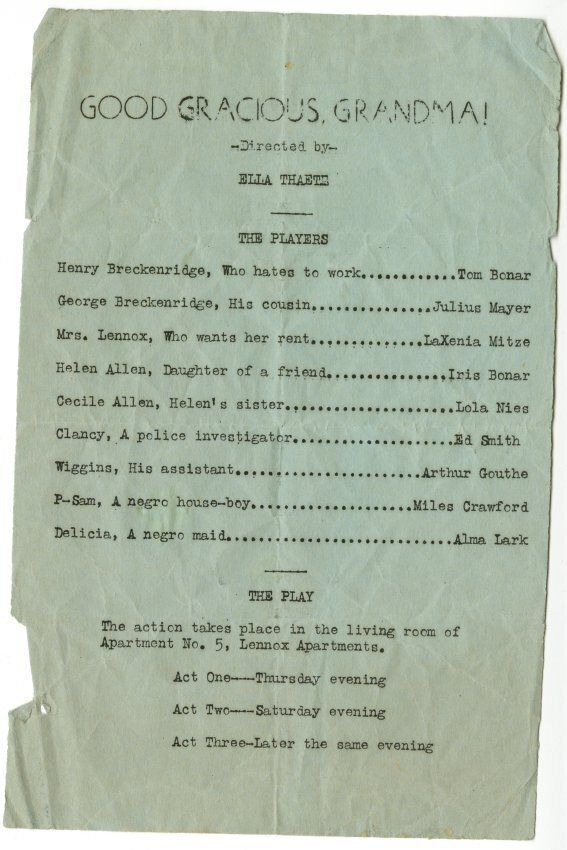 GOOD GRACIOUS, GRANDMA!
-Directed by-
ELLA THAETE
THE PLAYERS
Henry Breckenridge, Who hates to work............Tom Bonar
George Breckenridge, His cousin...............Julius Mayer
Mrs. Lennox, Who wants her rent..............LaXenia Mitze
Helen Allen, Daughter of a friend...............Iris Bonar
Cecile Allen, Helen's sister.....................Lola Nies
Clancy, A police investigator....................Ed Smith
Wiggins, His assistant.......................Arthur Gouthe
P-Sam, A negro house-boy....................Miles Crawford
Delicia, A negro maid............................Alma Lark
THE PLAY
The action takes place in the living room of
Apartment No. 5, Lennox Apartments.
Act One---Thursday evening
Act Two---Saturday evening
Act Three-Later the same evening